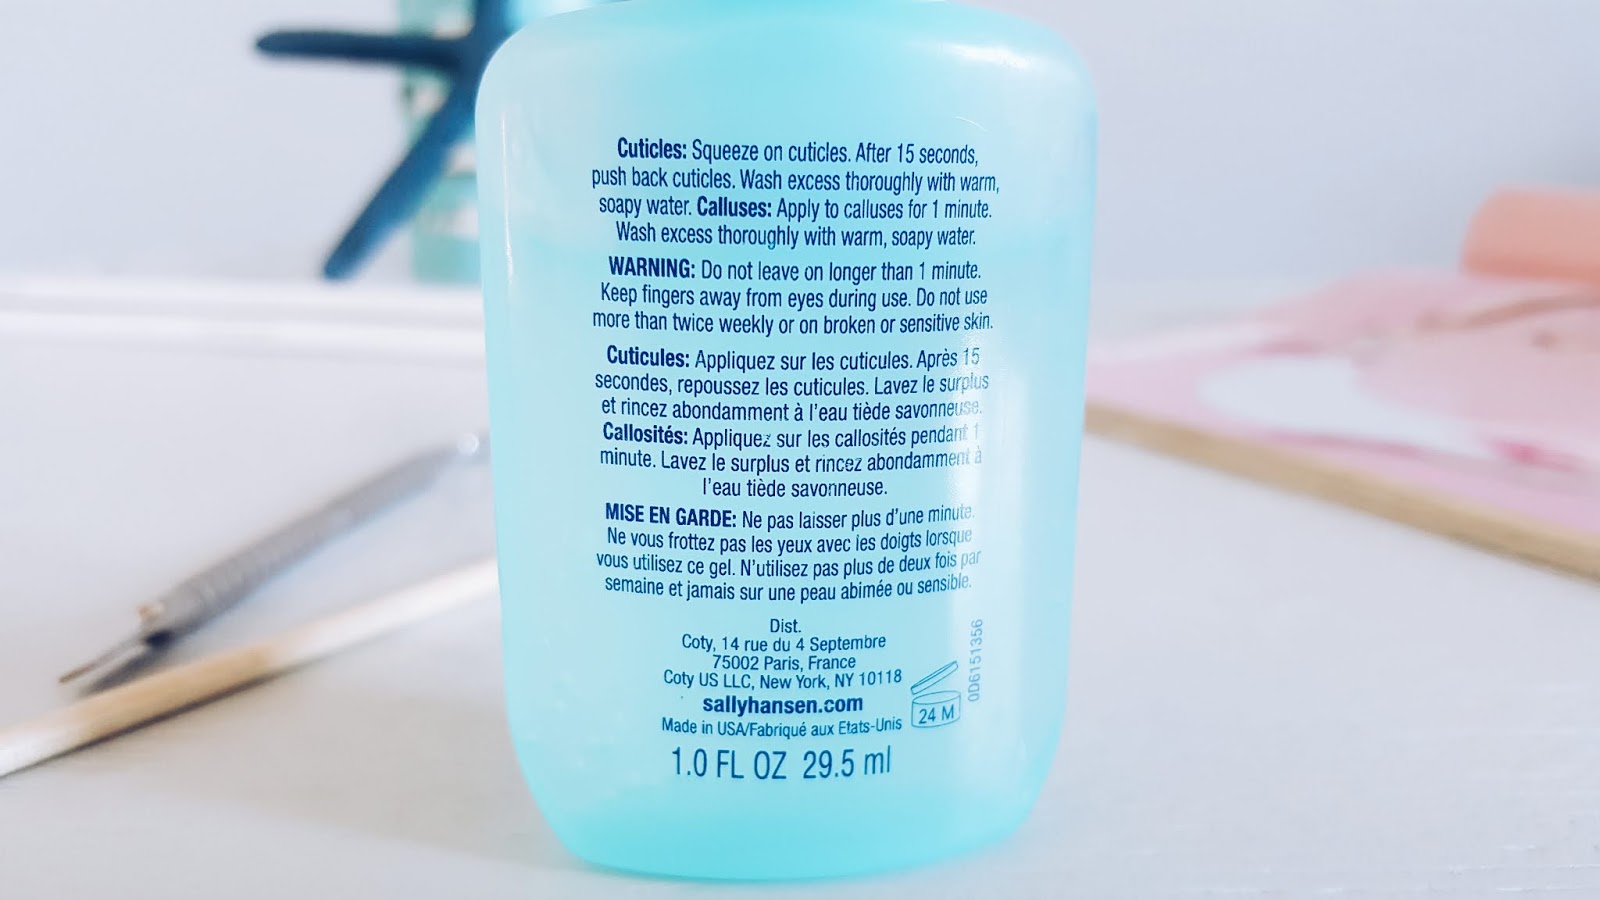 Cuticles: Squeeze on cuticles. After 15 seconds,
push back cuticles. Wash excess thoroughly with warm,
soapy water. Calluses: Apply to calluses for 1 minute.
Wash excess thoroughly with warm, soapy water.
WARNING: Do not leave on longer than 1 minute.
Keep fingers away from eyes during use. Do not use
more than twice weekly or on broken or sensitive skin.
Cuticules: Appliquez sur les cuticules. Après 15
secondes, repoussez les cuticules. Lavez le surplus
et rincez abondamment à l'eau tiède savonneuse.
Callosités: Appliquez sur les callosités pendant 1
minute. Lavez le surplus et rincez abondamment à
l'eau tiède savonneuse.
MISE EN GARDE: Ne pas laisser plus d'une minute.
Ne vous frottez pas les yeux avec les doigts lorsque
vous utilisez ce gel. N'utilisez pas plus de deux fois par
semaine et jamais sur une peau abimée ou sensible.
Dist.
Coty, 14 rue du 4 Septembre
75002 Paris, France
Coty US LLC, New York, NY 10118
sallyhansen.com
Made in USA/Fabriqué aux Etats-Unis
1.0 FL OZ 29.5 ml
24 M
0D6151356